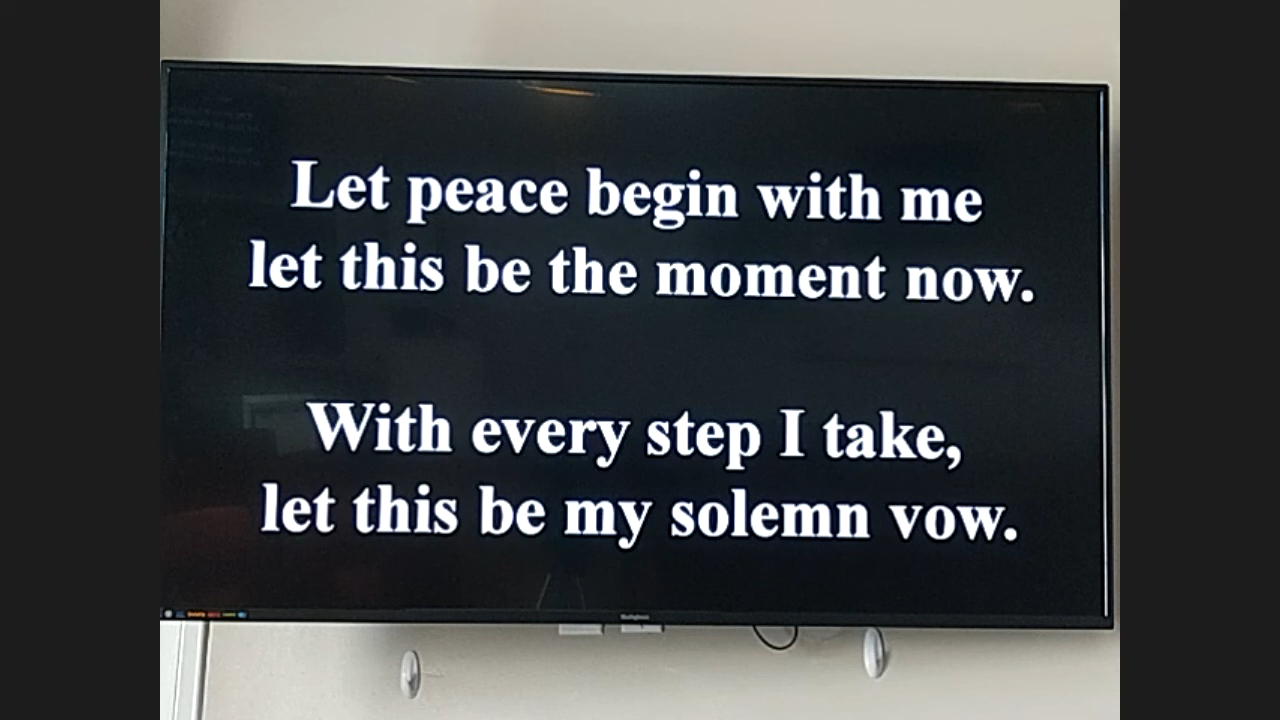 Let peace begin with me
let this be the moment now.
With every step I take,
let this be my solemn vow.